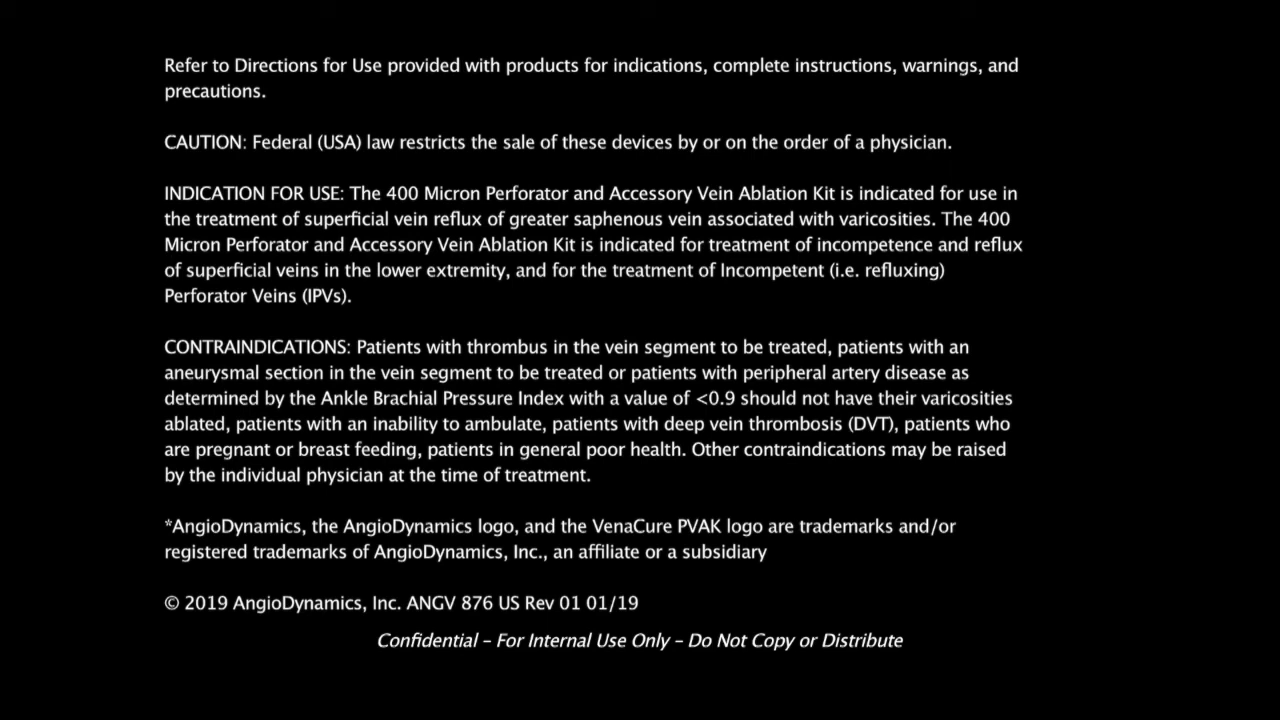 Refer to Directions for Use provided with products for indications, complete instructions, warnings, and
precautions.
CAUTION: Federal (USA) law restricts the sale of these devices by or on the order of a physician.
INDICATION FOR USE: The 400 Micron Perforator and Accessory Vein Ablation Kit is indicated for use in
the treatment of superficial vein reflux of greater saphenous vein associated with varicosities. The 400
Micron Perforator and Accessory Vein Ablation Kit is indicated for treatment of incompetence and reflux
of superficial veins in the lower extremity, and for the treatment of Incompetent (i.e. refluxing)
Perforator Veins (IPVs).
CONTRAINDICATIONS: Patients with thrombus in the vein segment to be treated, patients with an
aneurysmal section in the vein segment to be treated or patients with peripheral artery disease as
determined by the Ankle Brachial Pressure Index with a value of <0.9 should not have their varicosities
ablated, patients with an inability to ambulate, patients with deep vein thrombosis (DVT), patients who
are pregnant or breast feeding, patients in general poor health. Other contraindications may be raised
by the individual physician at the time of treatment.
*AngioDynamics, the AngioDynamics logo, and the VenaCure PVAK logo are trademarks and/or
registered trademarks of AngioDynamics, Inc., an affiliate or a subsidiary
© 2019 AngioDynamics, Inc. ANGV 876 US Rev 01 01/19
Confidential – For Internal Use Only – Do Not Copy or Distribute